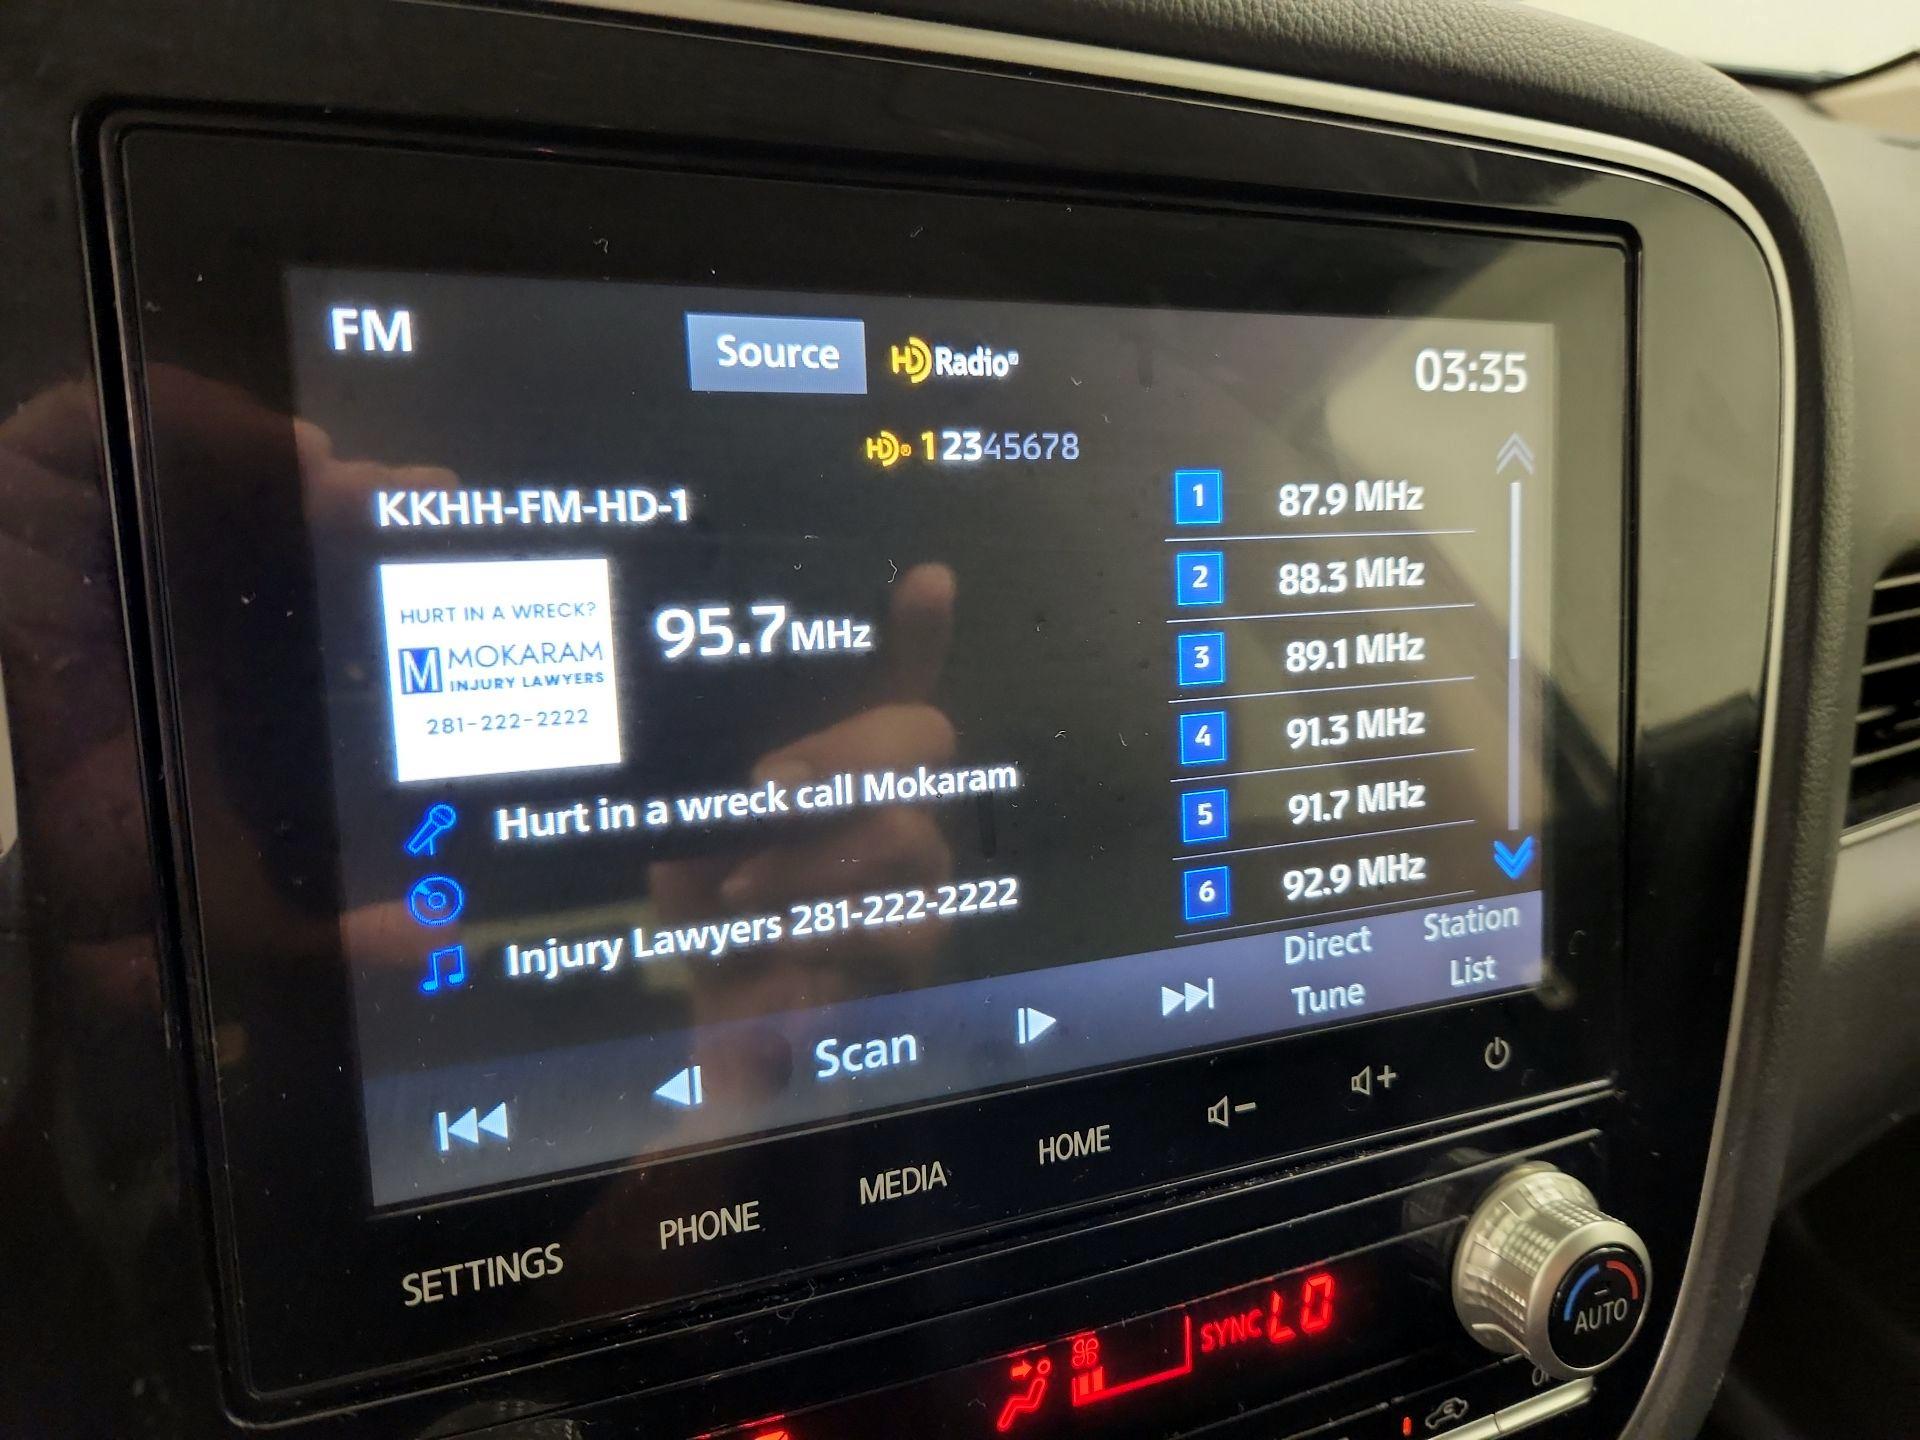 FM
Source
HD Radio®
03:35
HD® 12345678
KKHH-FM-HD-1
HURT IN A WRECK?
M MOKARAM
INJURY LAWYERS
281-222-2222
95.7 MHz
Hurt in a wreck call Mokaram
Injury Lawyers 281-222-2222
1 87.9 MHz
2 88.3 MHz
3 89.1 MHz
4 91.3 MHz
5 91.7 MHz
6 92.9 MHz
Scan
Direct
Tune
Station
List
SETTINGS
PHONE
MEDIA
HOME
SYNC LO
AUTO